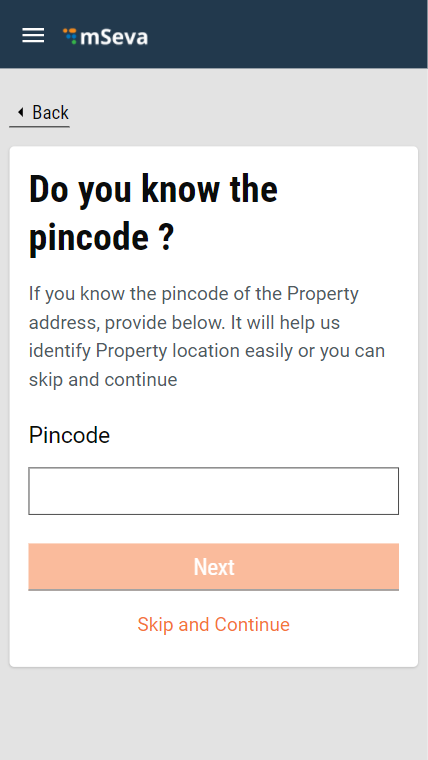 mSeva
Back
Do you know the
pincode ?
If you know the pincode of the Property
address, provide below. It will help us
identify Property location easily or you can
skip and continue
Pincode
Next
Skip and Continue